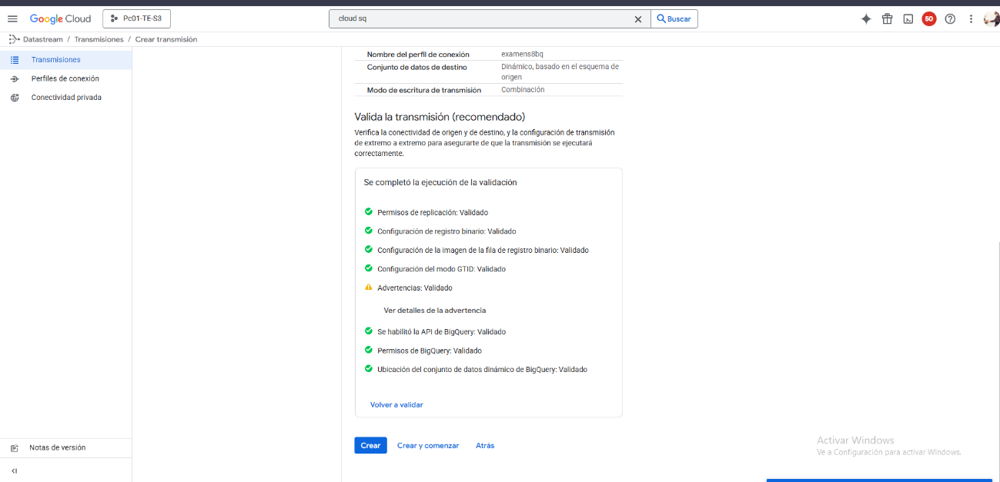 Google Cloud
Pc01-TE-S3
cloud sq
Buscar
50
Datastream / Transmisiones / Crear transmisión
Transmisiones
Perfiles de conexión
Conectividad privada
Nombre del perfil de conexión examens8bq
Conjunto de datos de destino Dinámico, basado en el esquema de
origen
Modo de escritura de transmisión Combinación
Valida la transmisión (recomendado)
Verifica la conectividad de origen y de destino, y la configuración de transmisión
de extremo a extremo para asegurarte de que la transmisión se ejecutará
correctamente.
Se completó la ejecución de la validación
Permisos de replicación: Validado
Configuración de registro binario: Validado
Configuración de la imagen de la fila de registro binario: Validado
Configuración del modo GTID: Validado
Advertencias: Validado
Ver detalles de la advertencia
Se habilitó la API de BigQuery: Validado
Permisos de BigQuery: Validado
Ubicación del conjunto de datos dinámico de BigQuery: Validado
Volver a validar
Crear
Crear y comenzar
Atrás
Notas de versión
Activar Windows
Ve a Configuración para activar Windows.